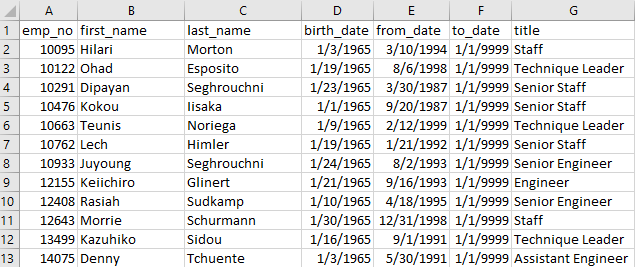 A B C D E F G
1 emp_no first_name last_name birth_date from_date to_date title
2 10095 Hilari Morton 1/3/1965 3/10/1994 1/1/9999 Staff
3 10122 Ohad Esposito 1/19/1965 8/6/1998 1/1/9999 Technique Leader
4 10291 Dipayan Seghrouchni 1/23/1965 3/30/1987 1/1/9999 Senior Staff
5 10476 Kokou Iisaka 1/1/1965 9/20/1987 1/1/9999 Senior Staff
6 10663 Teunis Noriega 1/9/1965 2/12/1999 1/1/9999 Technique Leader
7 10762 Lech Himler 1/19/1965 1/21/1992 1/1/9999 Senior Staff
8 10933 Juyoung Seghrouchni 1/24/1965 8/2/1993 1/1/9999 Senior Engineer
9 12155 Keiichiro Glinert 1/21/1965 9/16/1993 1/1/9999 Engineer
10 12408 Rasiah Sudkamp 1/10/1965 4/18/1995 1/1/9999 Senior Engineer
11 12643 Morrie Schurmann 1/30/1965 12/31/1998 1/1/9999 Staff
12 13499 Kazuhiko Sidou 1/16/1965 9/1/1991 1/1/9999 Technique Leader
13 14075 Denny Tchuente 1/3/1965 5/30/1991 1/1/9999 Assistant Engineer